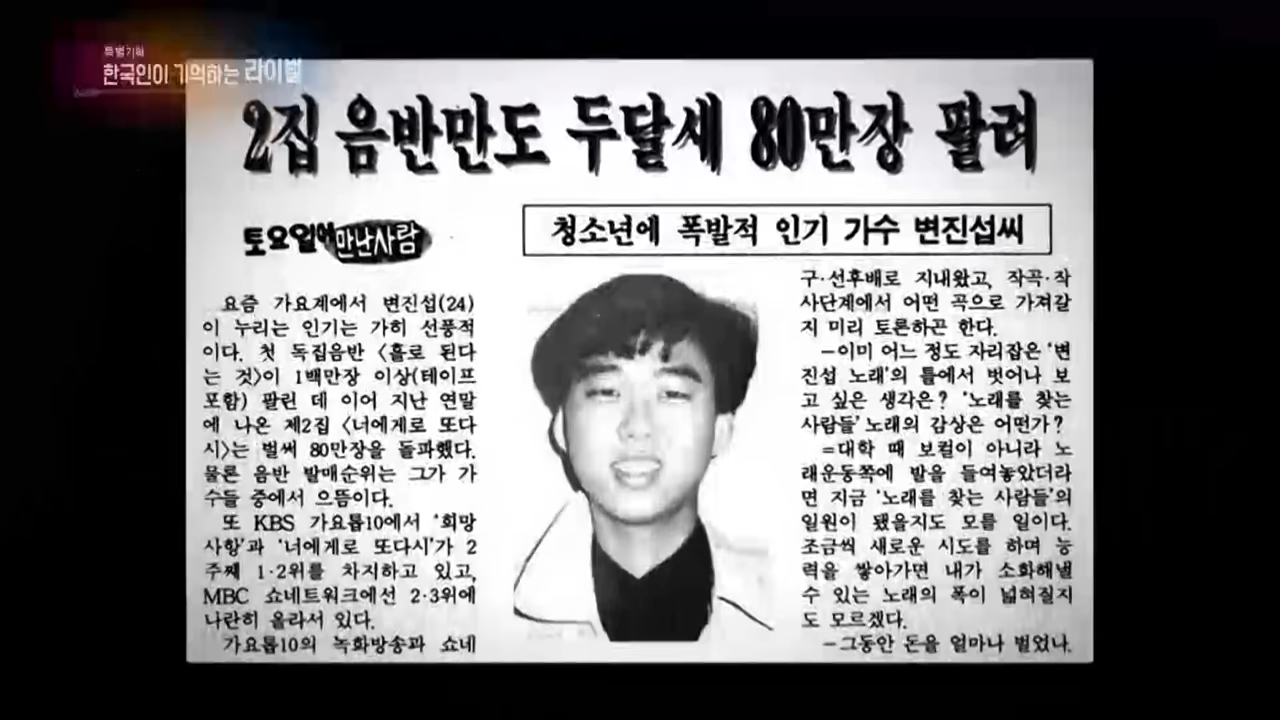 특별기획
한국인이 기억하는 라이벌
2집 음반만도 두달새 80만장 팔려
토요일에 만난사람
청소년에 폭발적 인기 가수 변진섭씨
요즘 가요계에서 변진섭(24)
이 누리는 인기는 가히 선풍적
이다. 첫 독집음반 〈홀로 된다
는 것〉이 1백만장 이상(테이프
포함) 팔린 데 이어 지난 연말
에 나온 제2집 〈너에게로 또다
시〉는 벌써 80만장을 돌파했다.
물론 음반 발매순위는 그가 가
수들 중에서 으뜸이다.
또 KBS 가요톱10에서 '희망
사항'과 '너에게로 또다시'가 2
주째 1·2위를 차지하고 있고,
MBC 쇼네트워크에선 2·3위에
나란히 올라서 있다.
가요톱10의 녹화방송과 쇼네
구·선후배로 지내왔고, 작곡·작
사단계에서 어떤 곡으로 가져갈
지 미리 토론하곤 한다.
—이미 어느 정도 자리잡은 '변
진섭 노래'의 틀에서 벗어나 보
고 싶은 생각은? '노래를 찾는
사람들' 노래의 감상은 어떤가?
=대학 때 보컬이 아니라 노
래운동쪽에 발을 들여놓았더라
면 지금 '노래를 찾는 사람들'의
일원이 됐을지도 모를 일이다.
조금씩 새로운 시도를 하며 능
력을 쌓아가면 내가 소화해낼
수 있는 노래의 폭이 넓혀질지
도 모르겠다.
—그동안 돈을 얼마나 벌었나.